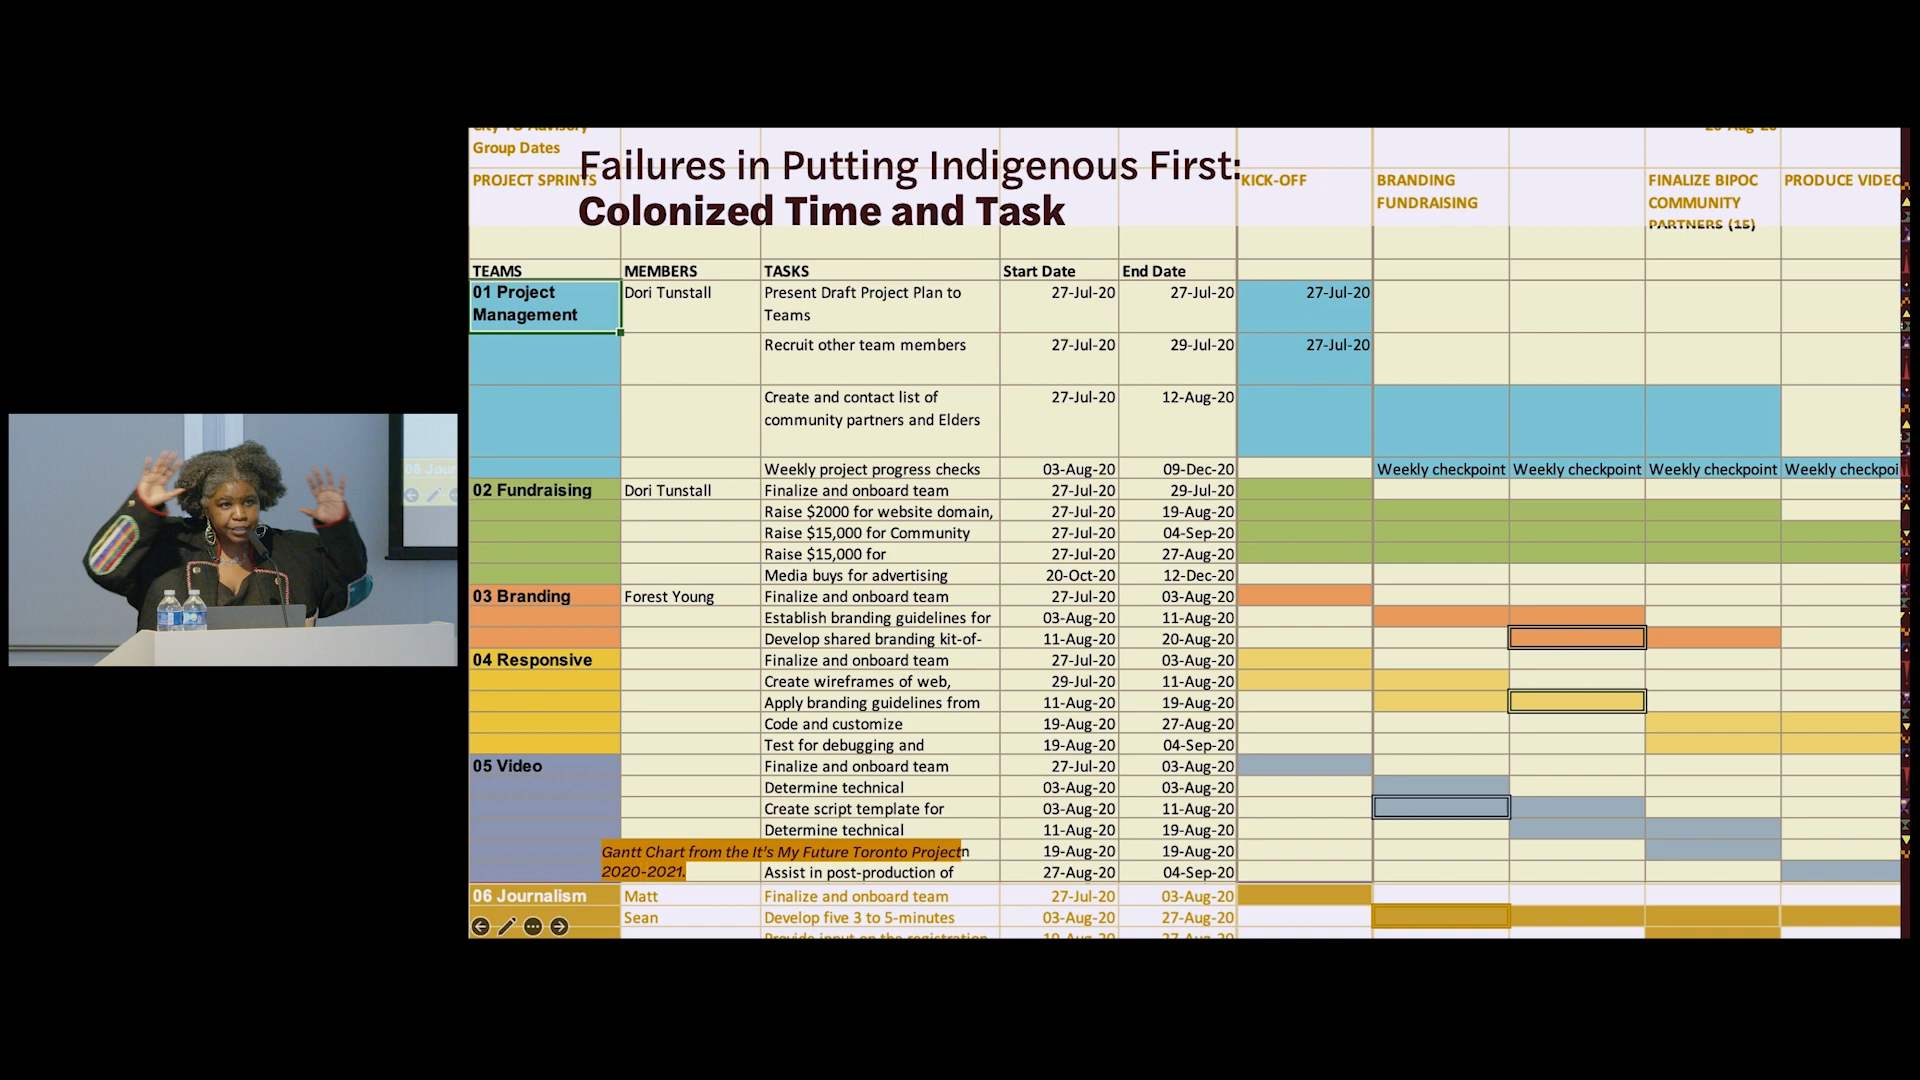 Group Dates
Failures in Putting Indigenous First:
Colonized Time and Task
PROJECT SPRINTS KICK-OFF BRANDING FUNDRAISING FINALIZE BIPOC COMMUNITY PARTNERS (15) PRODUCE VIDEO
TEAMS MEMBERS TASKS Start Date End Date
01 Project Management Dori Tunstall Present Draft Project Plan to Teams 27-Jul-20 27-Jul-20 27-Jul-20
Recruit other team members 27-Jul-20 29-Jul-20 27-Jul-20
Create and contact list of community partners and Elders 27-Jul-20 12-Aug-20
Weekly project progress checks 03-Aug-20 09-Dec-20 Weekly checkpoint Weekly checkpoint Weekly checkpoint Weekly checkpoi
02 Fundraising Dori Tunstall Finalize and onboard team 27-Jul-20 29-Jul-20
Raise $2000 for website domain, 27-Jul-20 19-Aug-20
Raise $15,000 for Community 27-Jul-20 04-Sep-20
Raise $15,000 for 27-Jul-20 27-Aug-20
Media buys for advertising 20-Oct-20 12-Dec-20
03 Branding Forest Young Finalize and onboard team 27-Jul-20 03-Aug-20
Establish branding guidelines for 03-Aug-20 11-Aug-20
Develop shared branding kit-of- 11-Aug-20 20-Aug-20
04 Responsive Finalize and onboard team 27-Jul-20 03-Aug-20
Create wireframes of web, 29-Jul-20 11-Aug-20
Apply branding guidelines from 11-Aug-20 19-Aug-20
Code and customize 19-Aug-20 27-Aug-20
Test for debugging and 19-Aug-20 04-Sep-20
05 Video Finalize and onboard team 27-Jul-20 03-Aug-20
Determine technical 03-Aug-20 03-Aug-20
Create script template for 03-Aug-20 11-Aug-20
Determine technical 11-Aug-20 19-Aug-20
Gantt Chart from the It's My Future Toronto Project 19-Aug-20 19-Aug-20
2020-2021. Assist in post-production of 27-Aug-20 04-Sep-20
06 Journalism Matt Finalize and onboard team 27-Jul-20 03-Aug-20
Sean Develop five 3 to 5-minutes 03-Aug-20 27-Aug-20